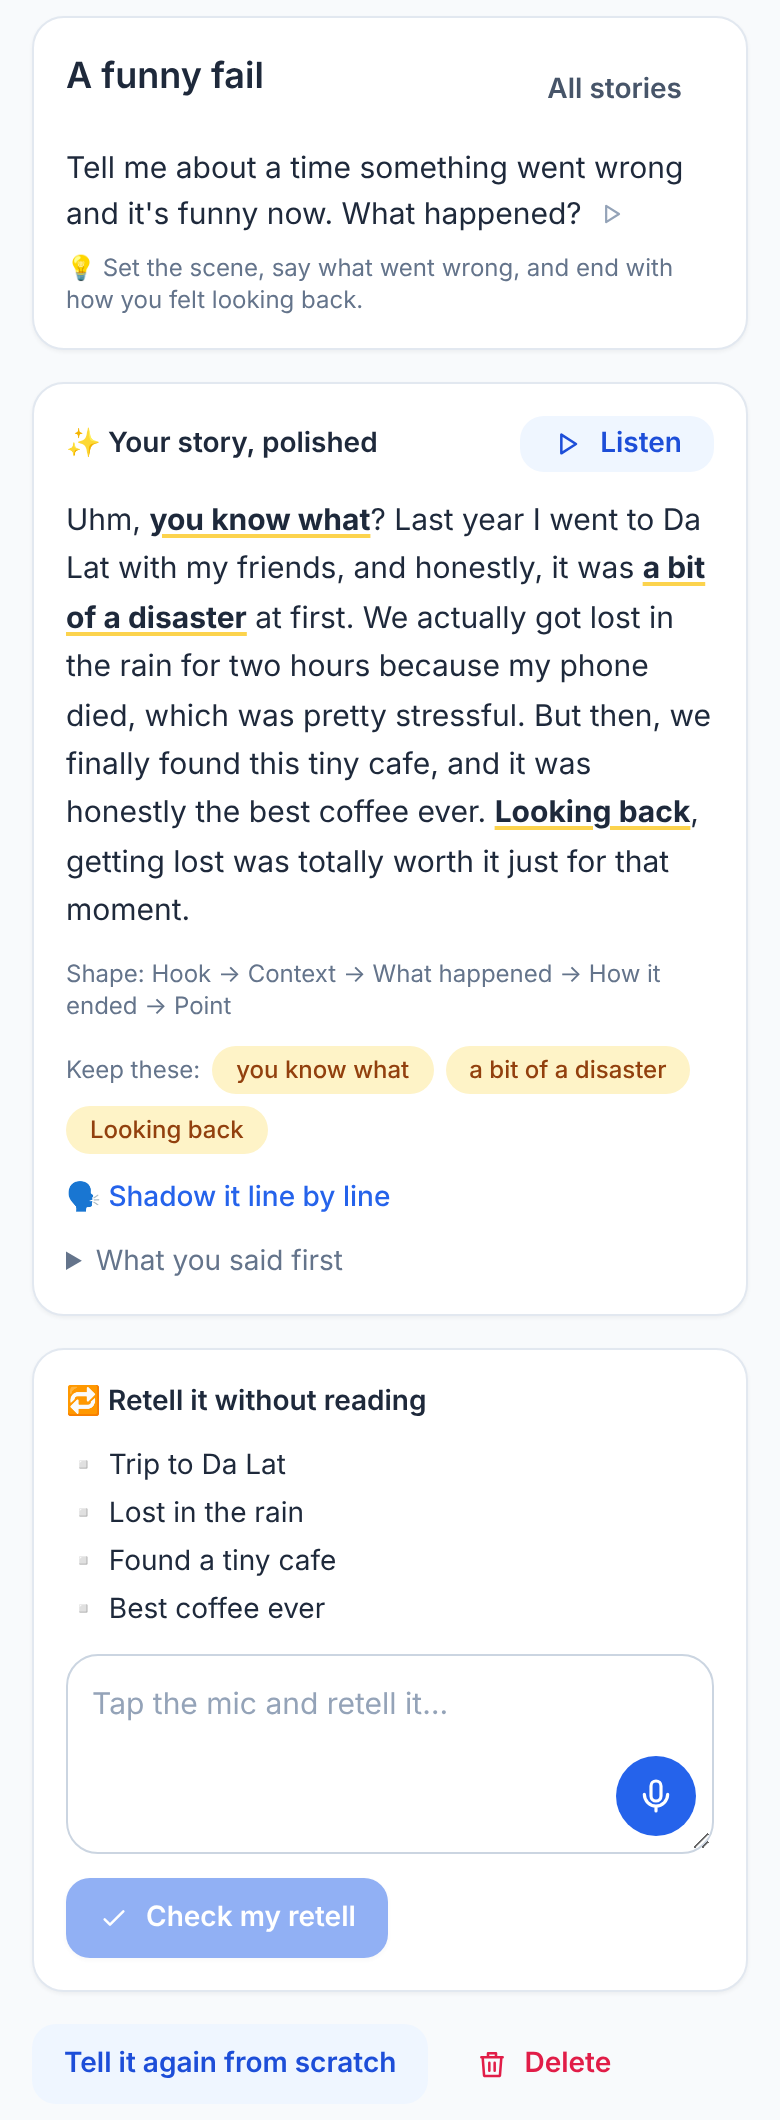 A funny fail
All stories
Tell me about a time something went wrong
and it's funny now. What happened?
💡 Set the scene, say what went wrong, and end with
how you felt looking back.
✨ Your story, polished
Listen
Uhm, you know what? Last year I went to Da
Lat with my friends, and honestly, it was a bit
of a disaster at first. We actually got lost in
the rain for two hours because my phone
died, which was pretty stressful. But then, we
finally found this tiny cafe, and it was
honestly the best coffee ever. Looking back,
getting lost was totally worth it just for that
moment.
Shape: Hook → Context → What happened → How it
ended → Point
Keep these: you know what a bit of a disaster
Looking back
🗣️ Shadow it line by line
▶ What you said first
🔁 Retell it without reading
▫️ Trip to Da Lat
▫️ Lost in the rain
▫️ Found a tiny cafe
▫️ Best coffee ever
Tap the mic and retell it...
✓ Check my retell
Tell it again from scratch
Delete